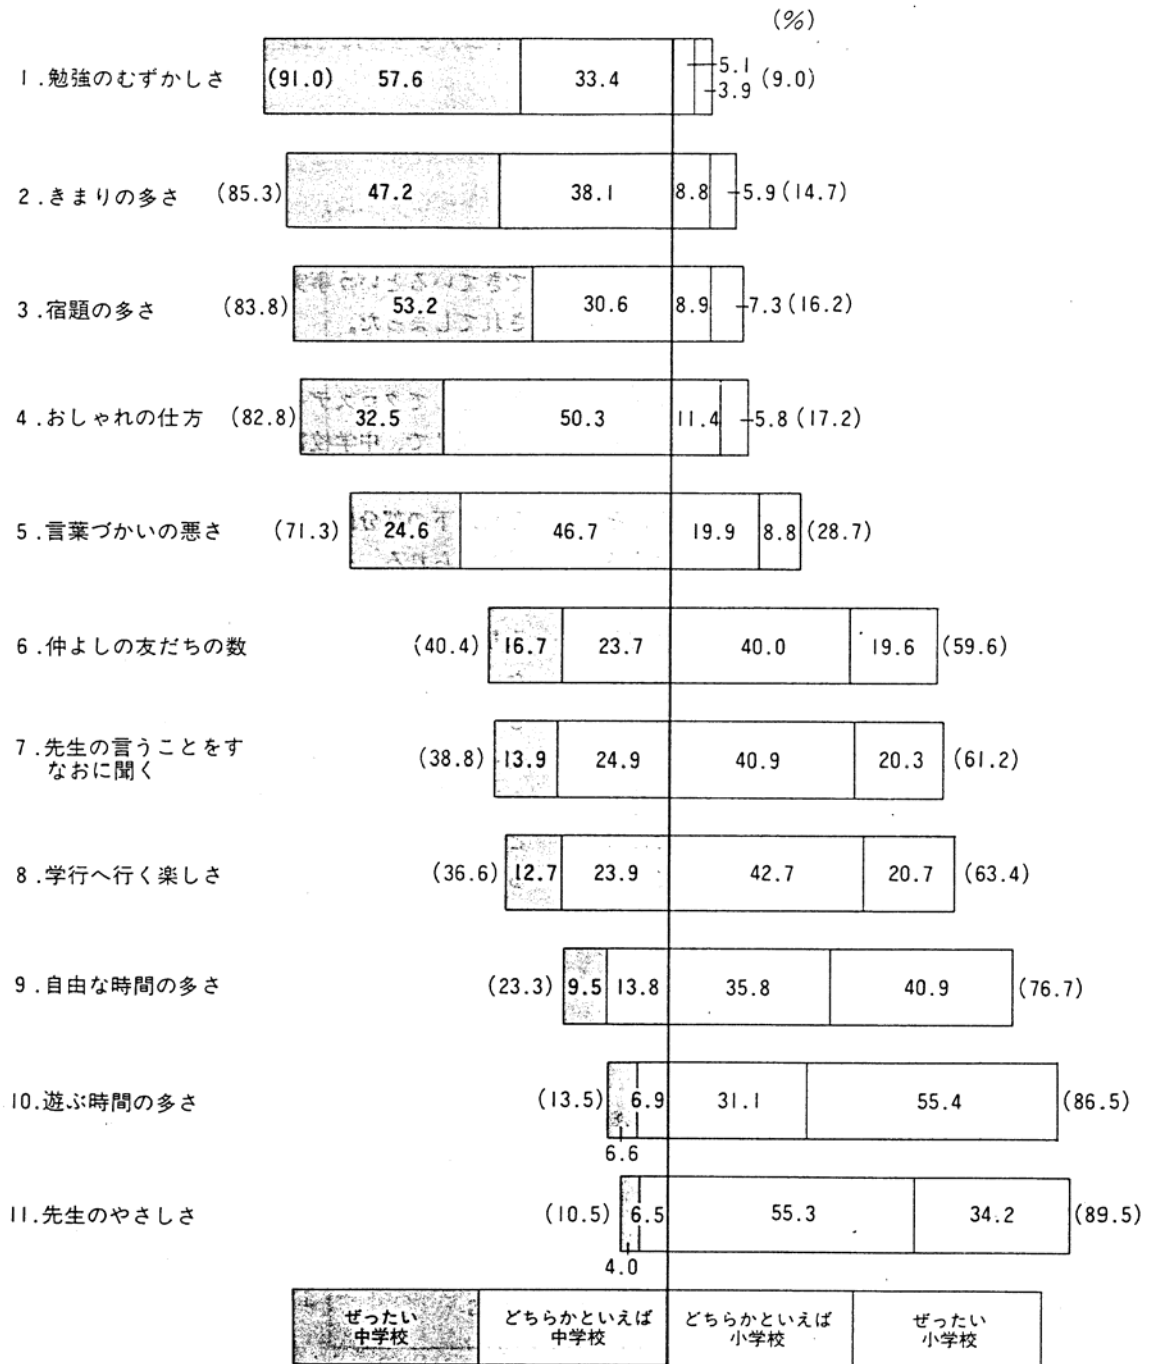 (%)
1.勉強のむずかしさ (91.0) 57.6 33.4 5.1 3.9 (9.0)
2.きまりの多さ (85.3) 47.2 38.1 8.8 5.9 (14.7)
3.宿題の多さ (83.8) 53.2 30.6 8.9 7.3 (16.2)
4.おしゃれの仕方 (82.8) 32.5 50.3 11.4 5.8 (17.2)
5.言葉づかいの悪さ (71.3) 24.6 46.7 19.9 8.8 (28.7)
6.仲よしの友だちの数 (40.4) 16.7 23.7 40.0 19.6 (59.6)
7.先生の言うことをす
なおに聞く (38.8) 13.9 24.9 40.9 20.3 (61.2)
8.学行へ行く楽しさ (36.6) 12.7 23.9 42.7 20.7 (63.4)
9.自由な時間の多さ (23.3) 9.5 13.8 35.8 40.9 (76.7)
10.遊ぶ時間の多さ (13.5) 6.9 31.1 55.4 (86.5)
6.6
11.先生のやさしさ (10.5) 6.5 55.3 34.2 (89.5)
4.0
ぜったい どちらかといえば どちらかといえば ぜったい
中学校 中学校 小学校 小学校